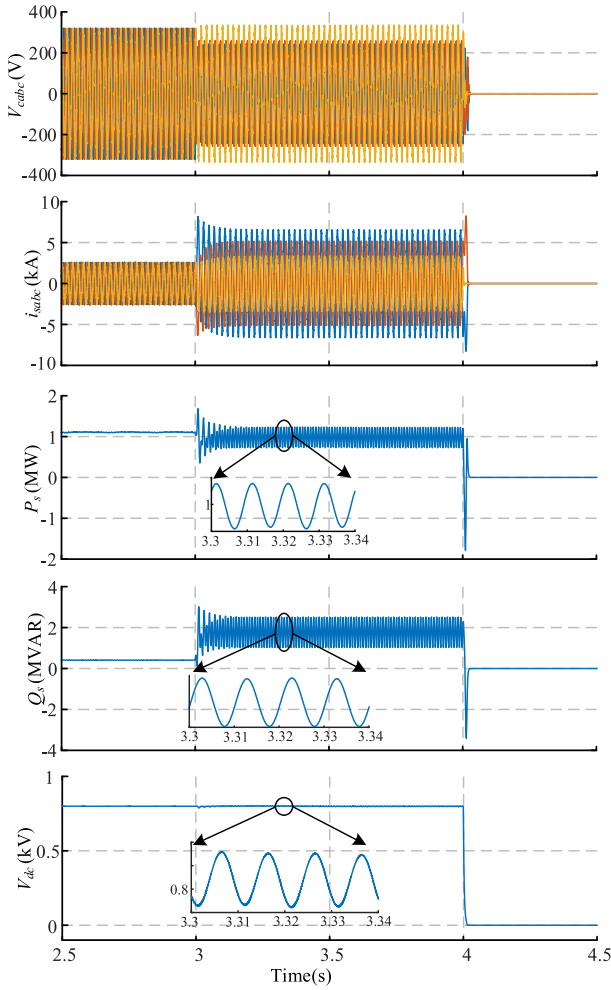 400
200
0
-200
-400
V_cabc (V)
10
5
0
-5
-10
i_sabc (kA)
2
1
0
-1
-2
P_s (MW)
1
3.3 3.31 3.32 3.33 3.34
4
2
0
-2
-4
Q_s (MVAR)
3.3 3.31 3.32 3.33 3.34
1
0.5
0
V_dc (kV)
0.8
3.3 3.31 3.32 3.33 3.34
2.5 3 3.5 4 4.5
Time(s)